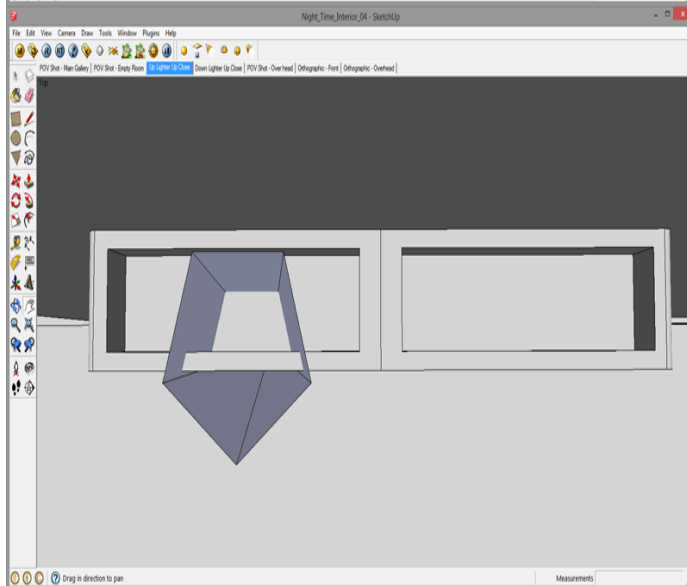 Night_Time_Interior_04 - SketchUp
File Edit View Camera Draw Tools Window Plugins Help
POV Shot - Main Gallery POV Shot - Empty Room Up Lighter Up Close Down Lighter Up Close POV Shot - Over head Orthographic - Front Orthographic - Overhead
Top
Drag in direction to pan
Measurements